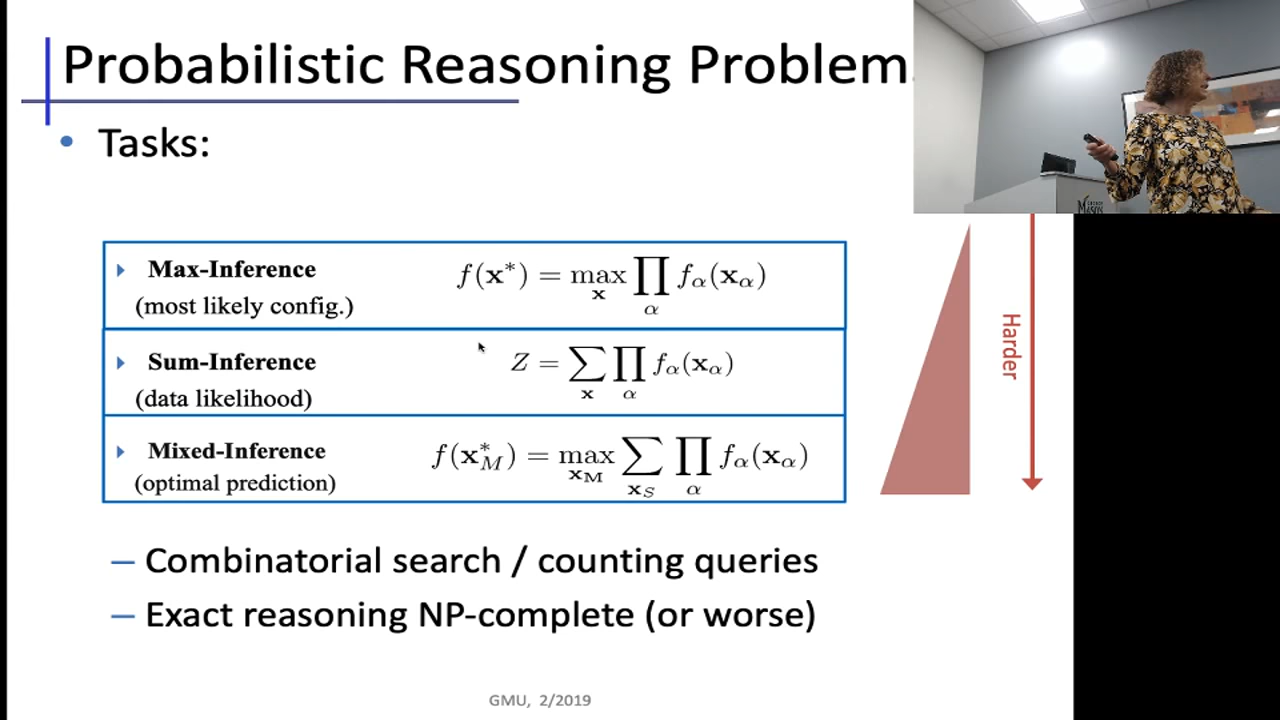 Probabilistic Reasoning Problem
• Tasks:
Max-Inference
(most likely config.)
f(x*) = max_x ∏_α f_α(x_α)
Sum-Inference
(data likelihood)
Z = ∑_x ∏_α f_α(x_α)
Mixed-Inference
(optimal prediction)
f(x*_M) = max_{x_M} ∑_{x_S} ∏_α f_α(x_α)
Harder
– Combinatorial search / counting queries
– Exact reasoning NP-complete (or worse)
GMU, 2/2019
MASON